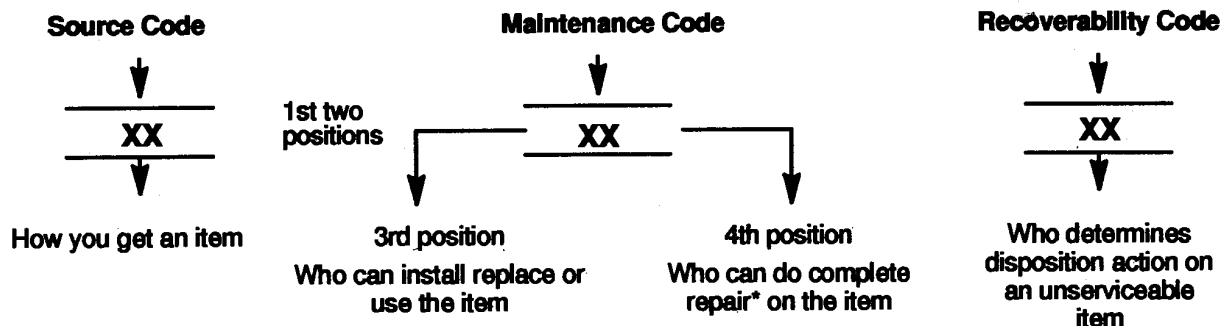 Source Code
Maintenance Code
Recoverability Code
XX
1st two
positions
XX
XX
How you get an item
3rd position
Who can install replace or
use the item
4th position
Who can do complete
repair* on the item
Who determines
disposition action on
an unserviceable
item